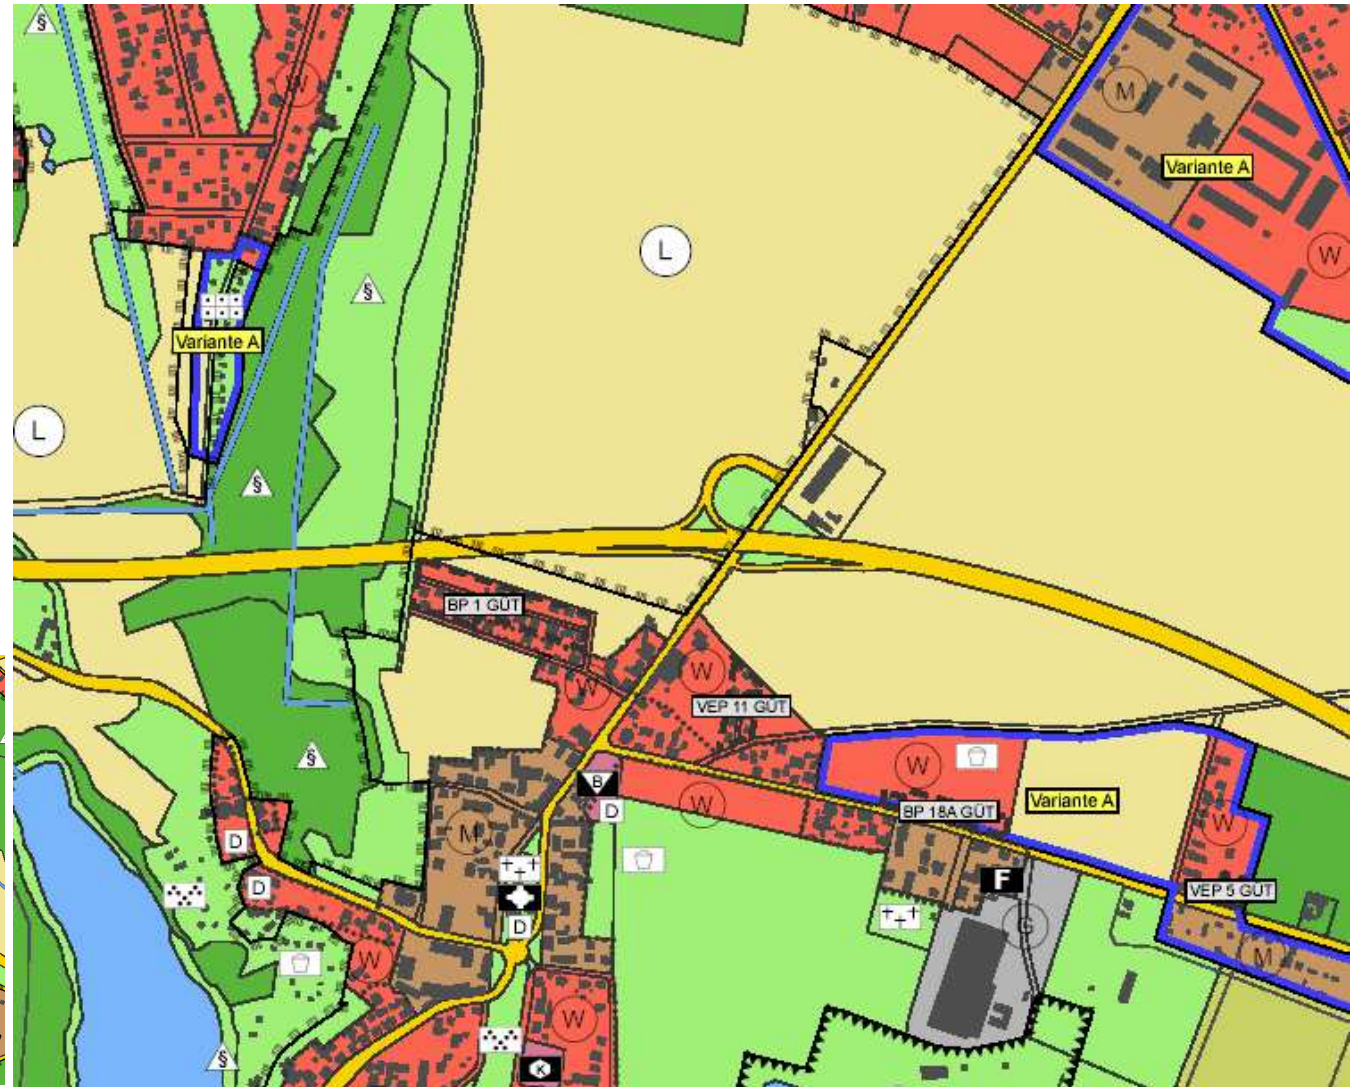 §
W
M
Variante A
W
L
§
Variante A
L
§
BP 1 GÜT
W
W
VEP 11 GÜT
§
W
B
D
W
BP 18A GÜT
Variante A
W
M
D
D
F
VEP 5 GÜT
D
G
W
M
W
K
§